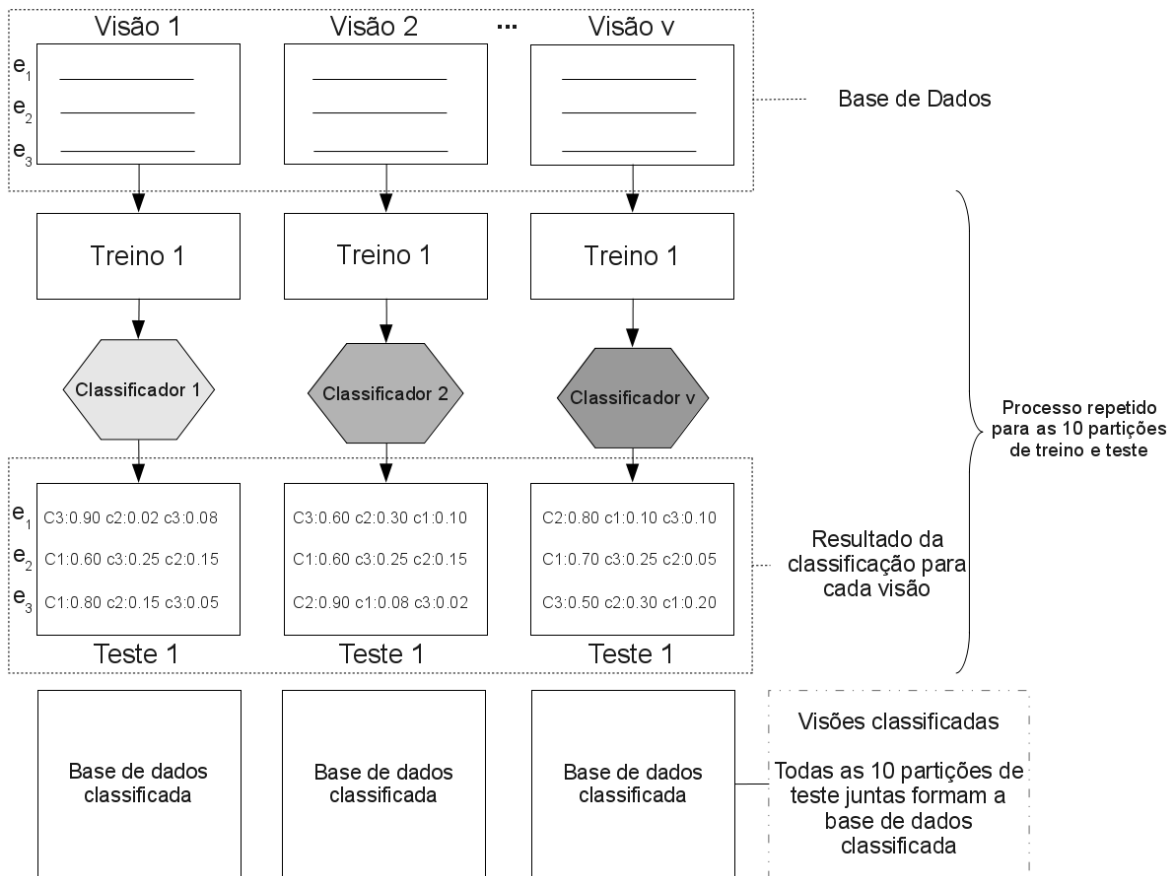 Visão 1
Visão 2
...
Visão v
e1
e2
e3
Base de Dados
Treino 1
Treino 1
Treino 1
Classificador 1
Classificador 2
Classificador v
Processo repetido
para as 10 partições
de treino e teste
e1 C3:0.90 c2:0.02 c3:0.08
e2 C1:0.60 c3:0.25 c2:0.15
e3 C1:0.80 c2:0.15 c3:0.05
C3:0.60 c2:0.30 c1:0.10
C1:0.60 c3:0.25 c2:0.15
C2:0.90 c1:0.08 c3:0.02
C2:0.80 c1:0.10 c3:0.10
C1:0.70 c3:0.25 c2:0.05
C3:0.50 c2:0.30 c1:0.20
Resultado da
classificação para
cada visão
Teste 1
Teste 1
Teste 1
Base de dados
classificada
Base de dados
classificada
Base de dados
classificada
Visões classificadas
Todas as 10 partições de
teste juntas formam a
base de dados
classificada